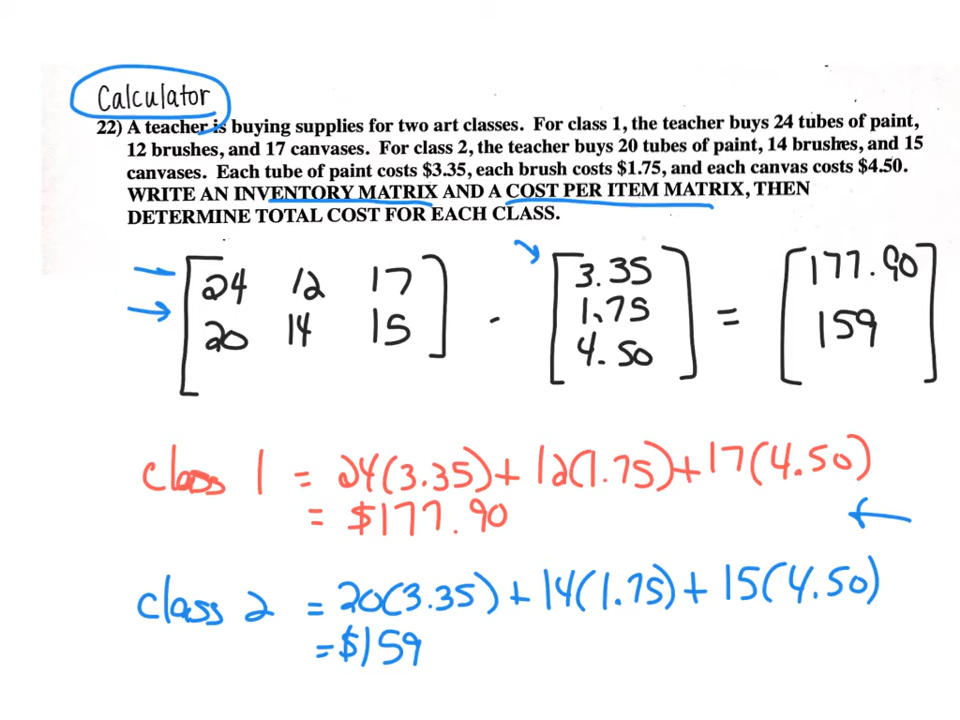 Calculator
22) A teacher is buying supplies for two art classes. For class 1, the teacher buys 24 tubes of paint,
12 brushes, and 17 canvases. For class 2, the teacher buys 20 tubes of paint, 14 brushes, and 15
canvases. Each tube of paint costs $3.35, each brush costs $1.75, and each canvas costs $4.50.
WRITE AN INVENTORY MATRIX AND A COST PER ITEM MATRIX, THEN
DETERMINE TOTAL COST FOR EACH CLASS.
[24 12 17
20 14 15]
·
[3.35
1.75
4.50]
=
[177.90
159]
class 1 = 24(3.35)+12(1.75)+17(4.50)
= $177.90
class 2 = 20(3.35)+14(1.75)+15(4.50)
=$159